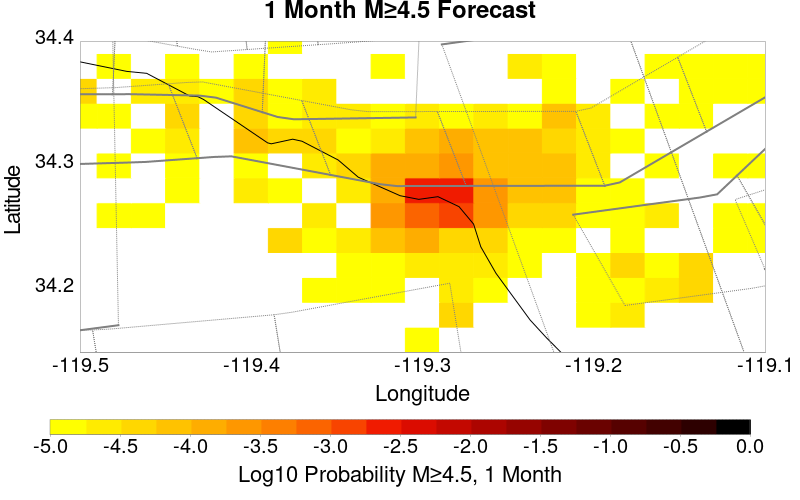 1 Month M≥4.5 Forecast
34.4
34.3
34.2
Latitude
-119.5 -119.4 -119.3 -119.2 -119.1
Longitude
-5.0 -4.5 -4.0 -3.5 -3.0 -2.5 -2.0 -1.5 -1.0 -0.5 0.0
Log10 Probability M≥4.5, 1 Month